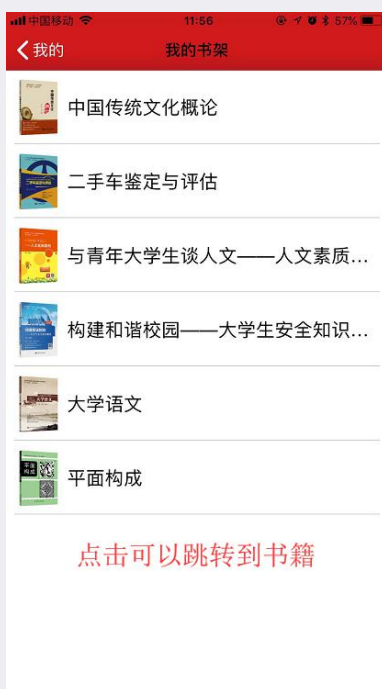 中国移动 11:56 57%
我的 我的书架
中国传统文化概论
二手车鉴定与评估
与青年大学生谈人文——人文素质...
构建和谐校园——大学生安全知识...
大学语文
平面构成
点击可以跳转到书籍